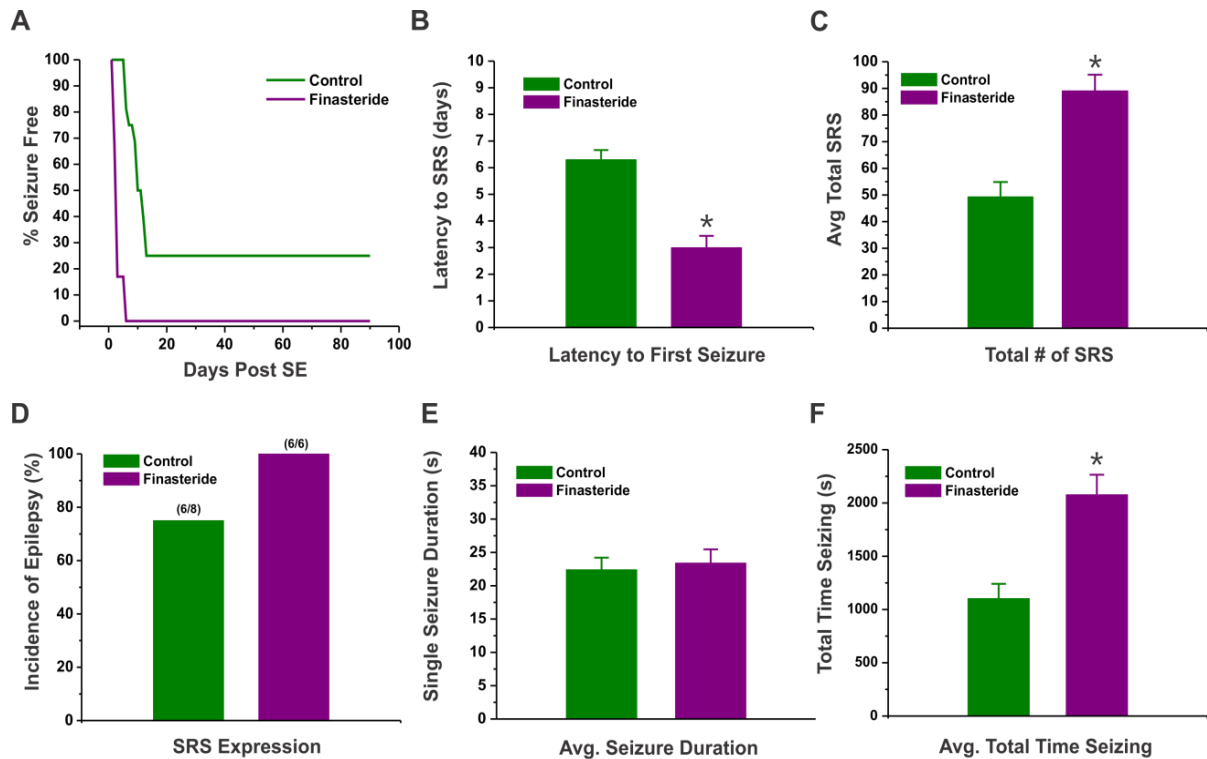 A
% Seizure Free
100
90
80
70
60
50
40
30
20
10
0
Control
Finasteride
0 20 40 60 80 100
Days Post SE
B
Latency to SRS (days)
10
9
8
7
6
5
4
3
2
1
0
Control
Finasteride
*
Latency to First Seizure
C
Avg Total SRS
100
90
80
70
60
50
40
30
20
10
0
Control
Finasteride
*
Total # of SRS
D
Incidence of Epilepsy (%)
100
80
60
40
20
0
Control
Finasteride
(6/8)
(6/6)
SRS Expression
E
Single Seizure Duration (s)
40
35
30
25
20
15
10
5
0
Control
Finasteride
Avg. Seizure Duration
F
Total Time Seizing (s)
2500
2000
1500
1000
500
0
Control
Finasteride
*
Avg. Total Time Seizing